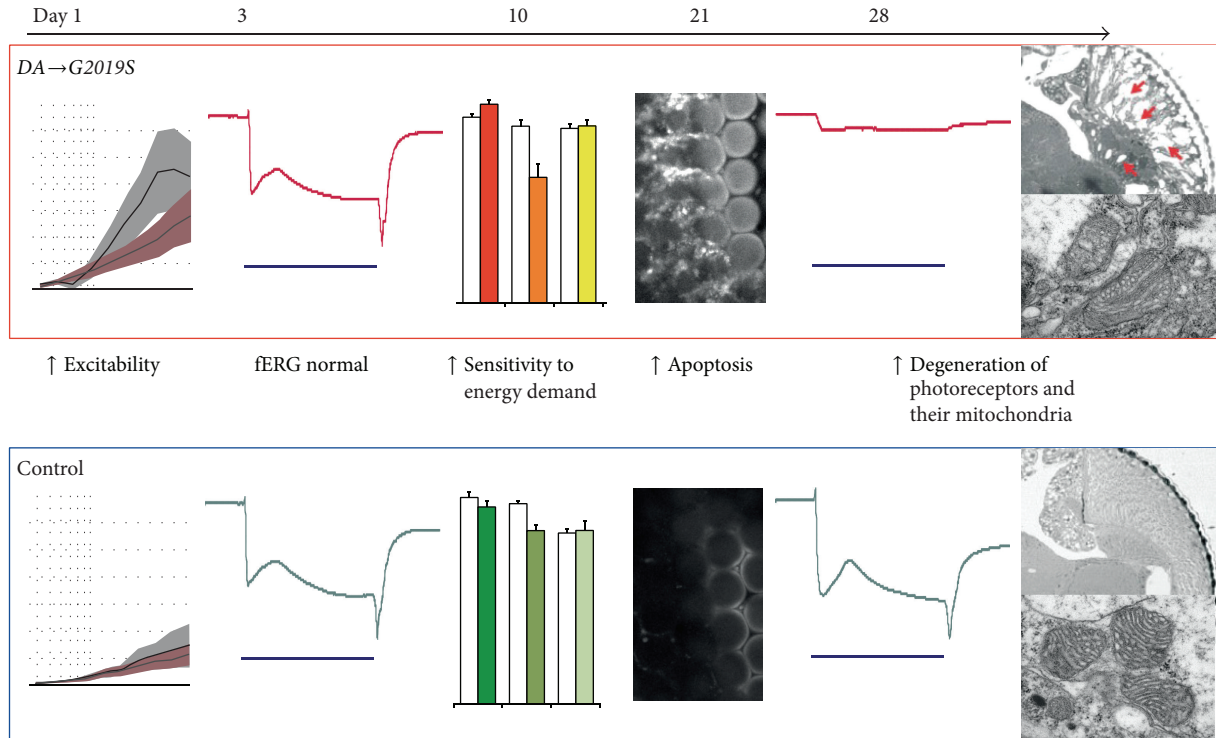 Day 1 3 10 21 28
DA→G2019S
↑ Excitability
fERG normal
↑ Sensitivity to
energy demand
↑ Apoptosis
↑ Degeneration of
photoreceptors and
their mitochondria
Control